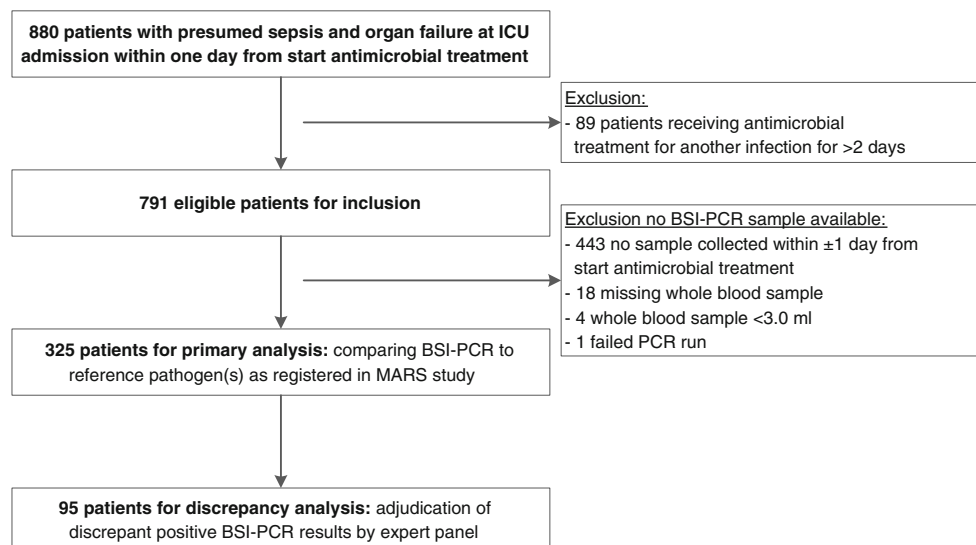 880 patients with presumed sepsis and organ failure at ICU
admission within one day from start antimicrobial treatment
Exclusion:
- 89 patients receiving antimicrobial
treatment for another infection for >2 days
791 eligible patients for inclusion
Exclusion no BSI-PCR sample available:
- 443 no sample collected within ±1 day from
start antimicrobial treatment
- 18 missing whole blood sample
- 4 whole blood sample <3.0 ml
- 1 failed PCR run
325 patients for primary analysis: comparing BSI-PCR to
reference pathogen(s) as registered in MARS study
95 patients for discrepancy analysis: adjudication of
discrepant positive BSI-PCR results by expert panel